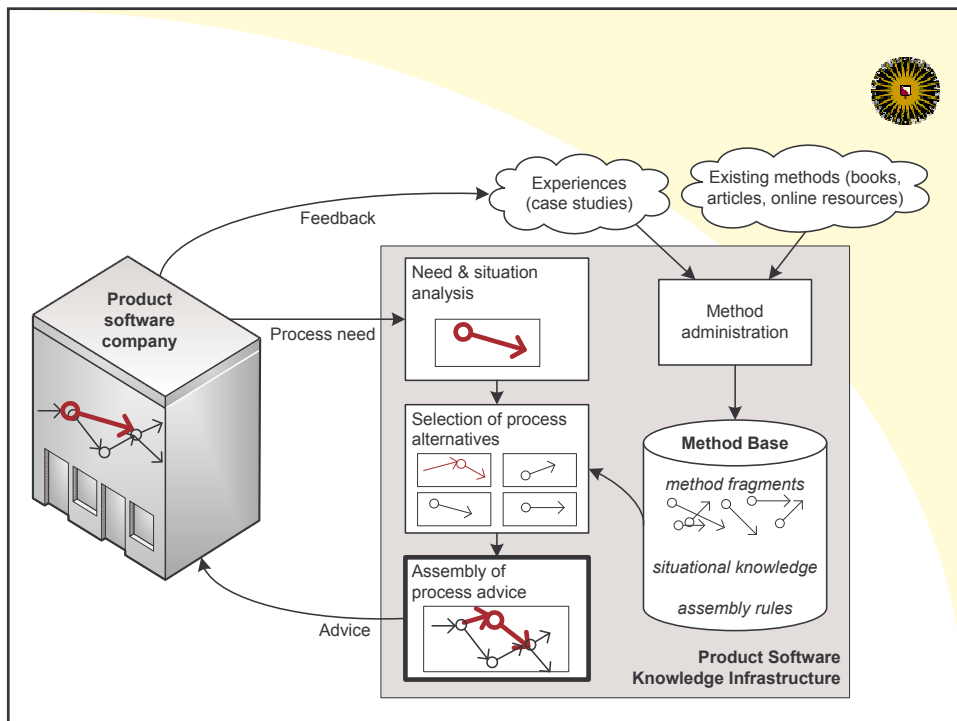 Experiences
(case studies)
Existing methods (books,
articles, online resources)
Feedback
Product
software
company
Process need
Need & situation
analysis
Method
administration
Selection of process
alternatives
Method Base
method fragments
situational knowledge
assembly rules
Assembly of
process advice
Advice
Product Software
Knowledge Infrastructure